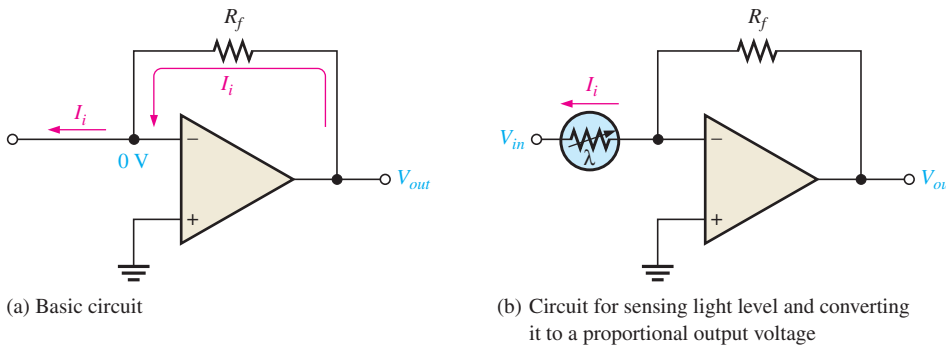 R_f
I_i
I_i
0 V
−
+
V_out
(a) Basic circuit
R_f
I_i
V_in
λ
−
+
V_ou
(b) Circuit for sensing light level and converting
it to a proportional output voltage